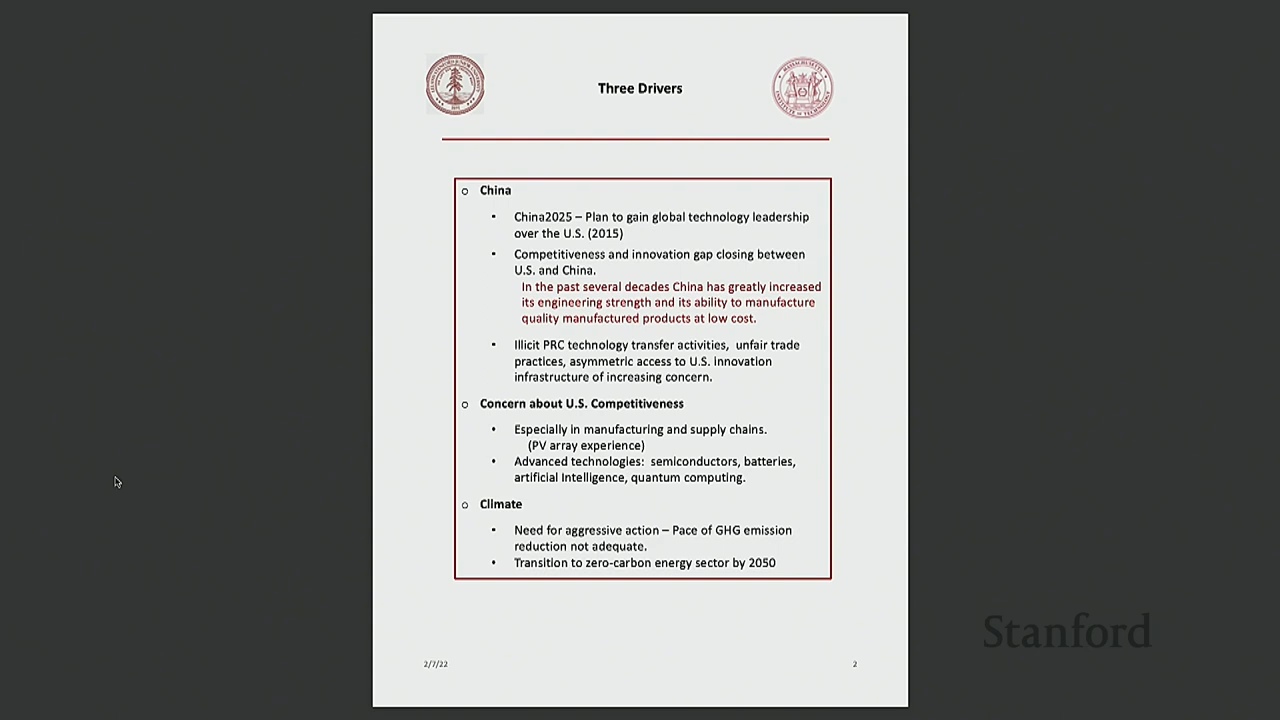 Three Drivers
o China
• China2025 – Plan to gain global technology leadership
over the U.S. (2015)
• Competitiveness and innovation gap closing between
U.S. and China.
In the past several decades China has greatly increased
its engineering strength and its ability to manufacture
quality manufactured products at low cost.
• Illicit PRC technology transfer activities, unfair trade
practices, asymmetric access to U.S. innovation
infrastructure of increasing concern.
o Concern about U.S. Competitiveness
• Especially in manufacturing and supply chains.
(PV array experience)
• Advanced technologies: semiconductors, batteries,
artificial Intelligence, quantum computing.
o Climate
• Need for aggressive action – Pace of GHG emission
reduction not adequate.
• Transition to zero-carbon energy sector by 2050
Stanford
2/7/22
2